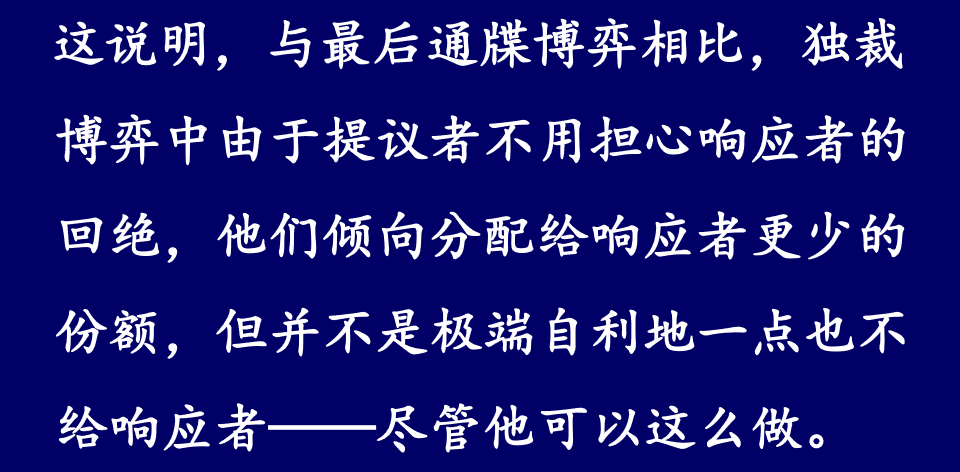 这说明，与最后通牒博弈相比，独裁
博弈中由于提议者不用担心响应者的
回绝，他们倾向分配给响应者更少的
份额，但并不是极端自利地一点也不
给响应者——尽管他可以这么做。